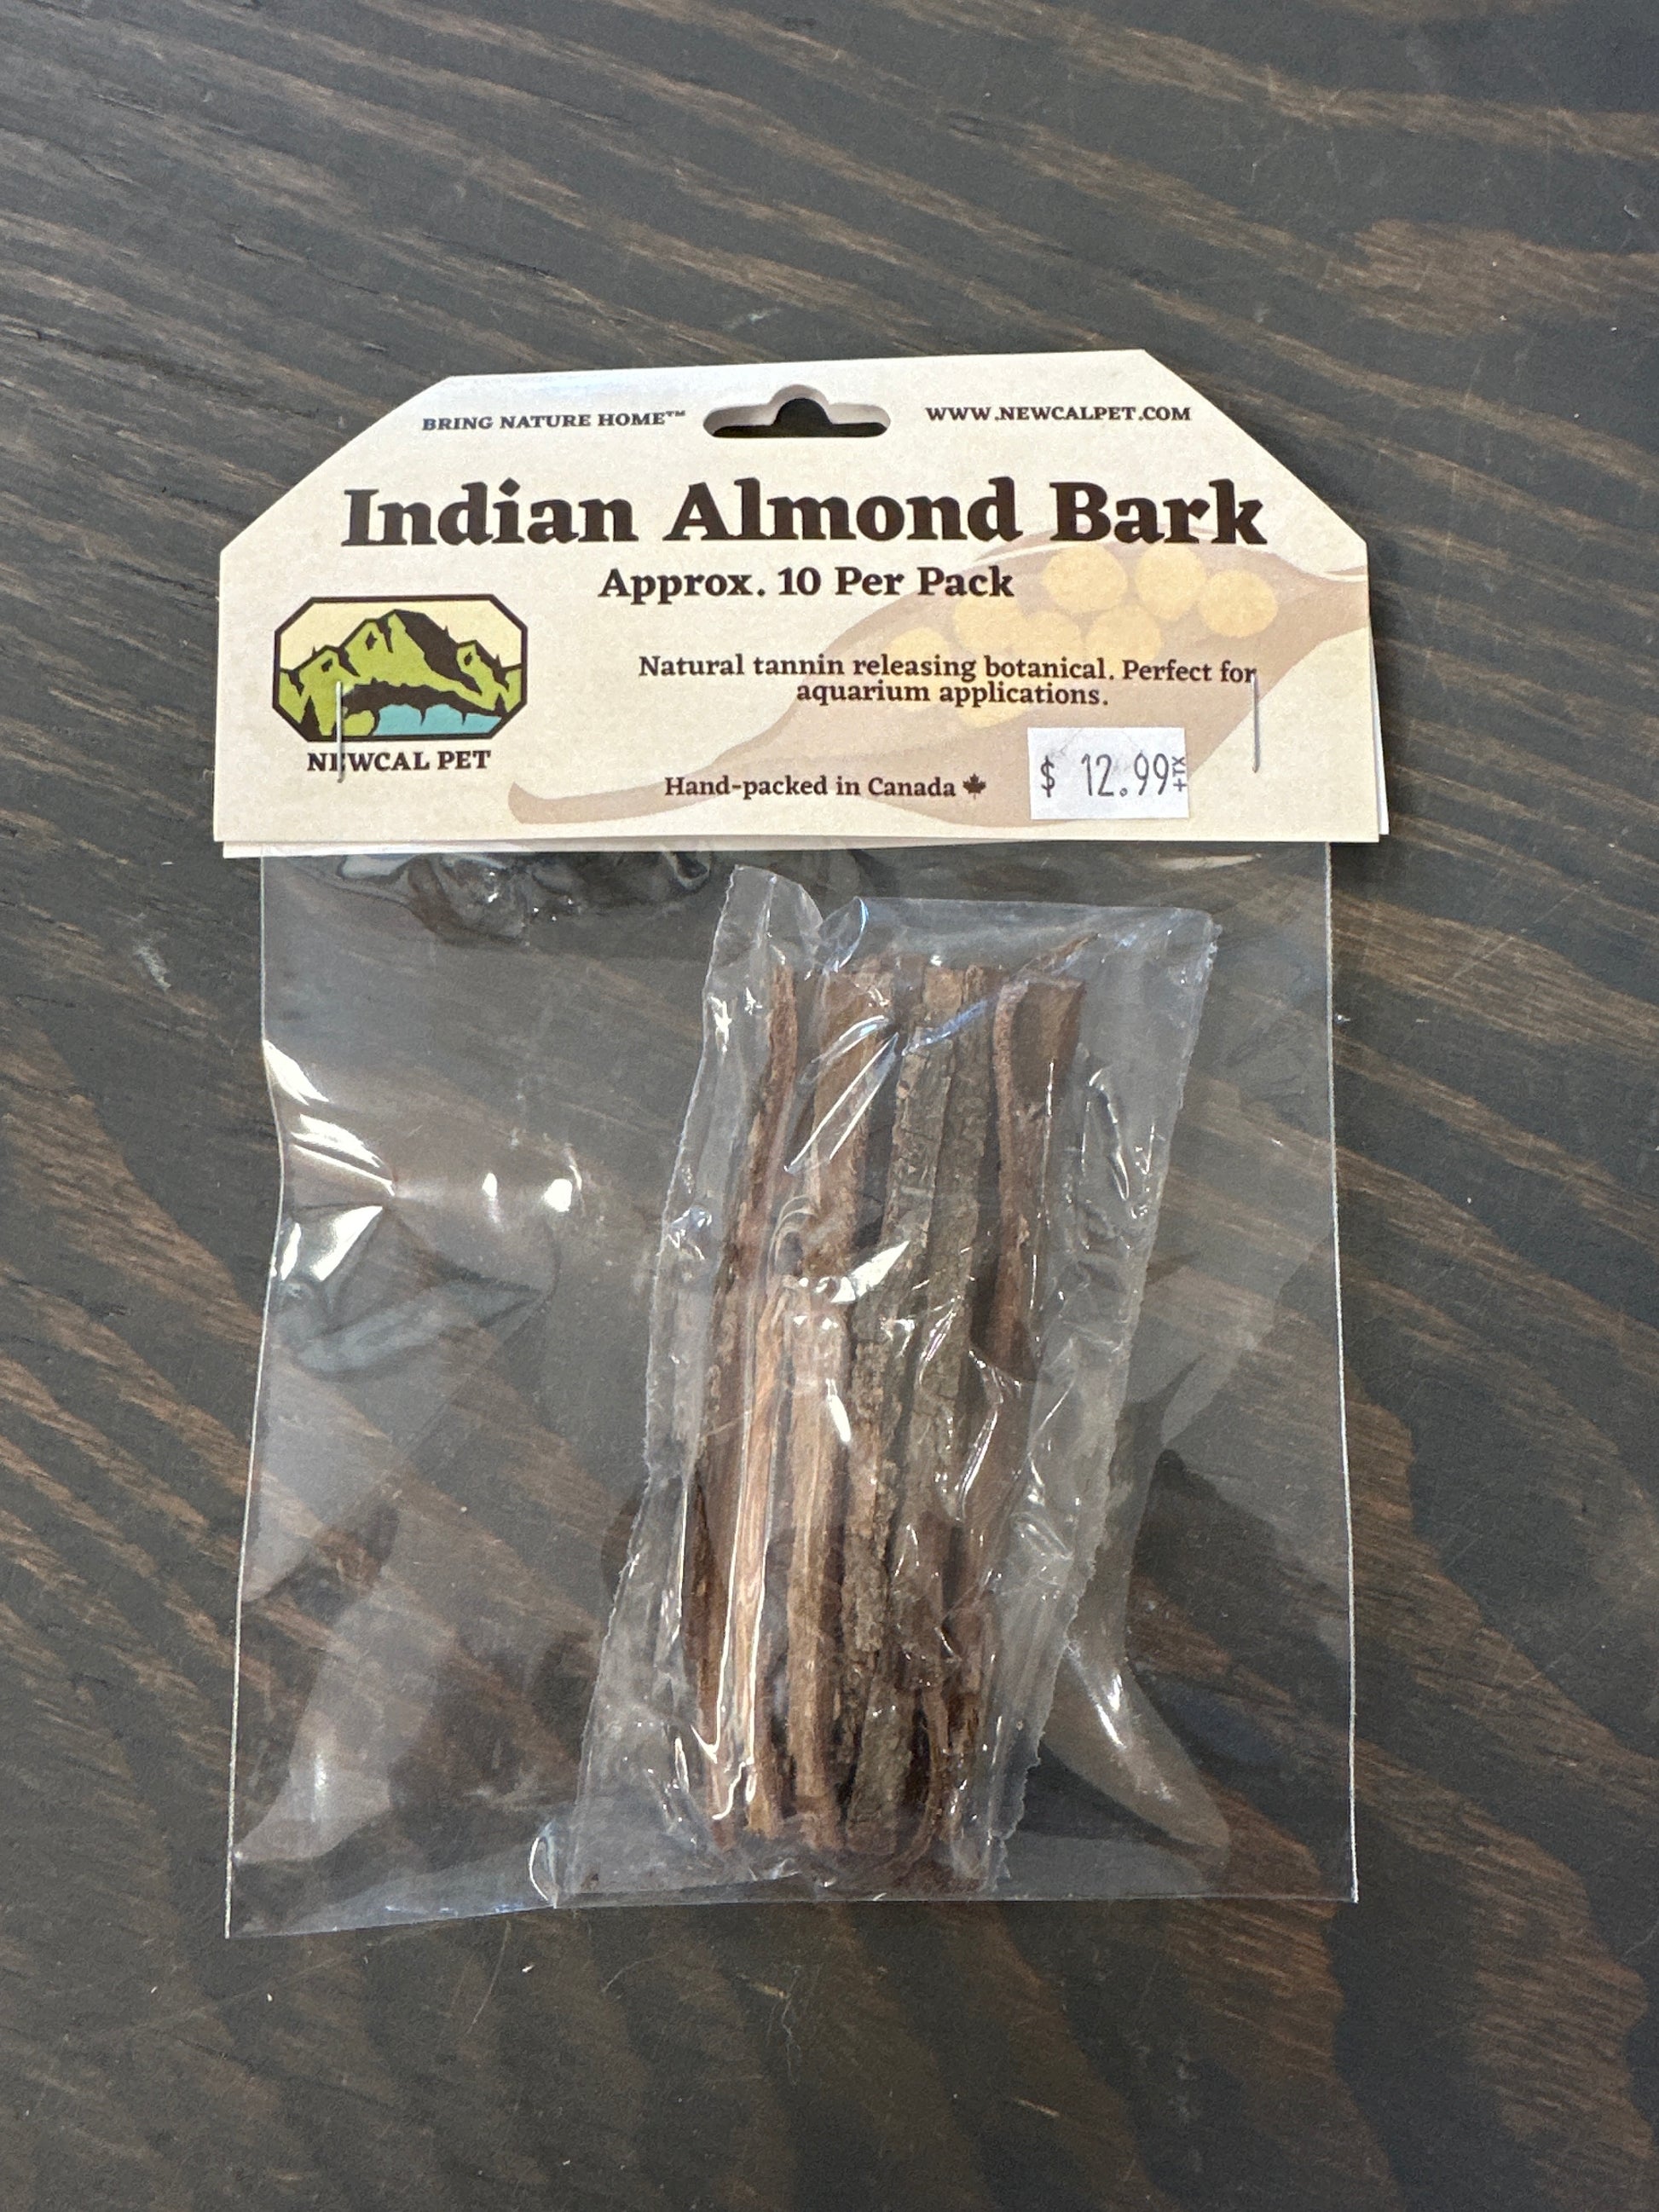 BRING NATURE HOME™
WWW.NEWCALPET.COM
Indian Almond Bark
Approx. 10 Per Pack
Natural tannin releasing botanical. Perfect for
aquarium applications.
NEWCAL PET
Hand-packed in Canada
$ 12.99 +TX